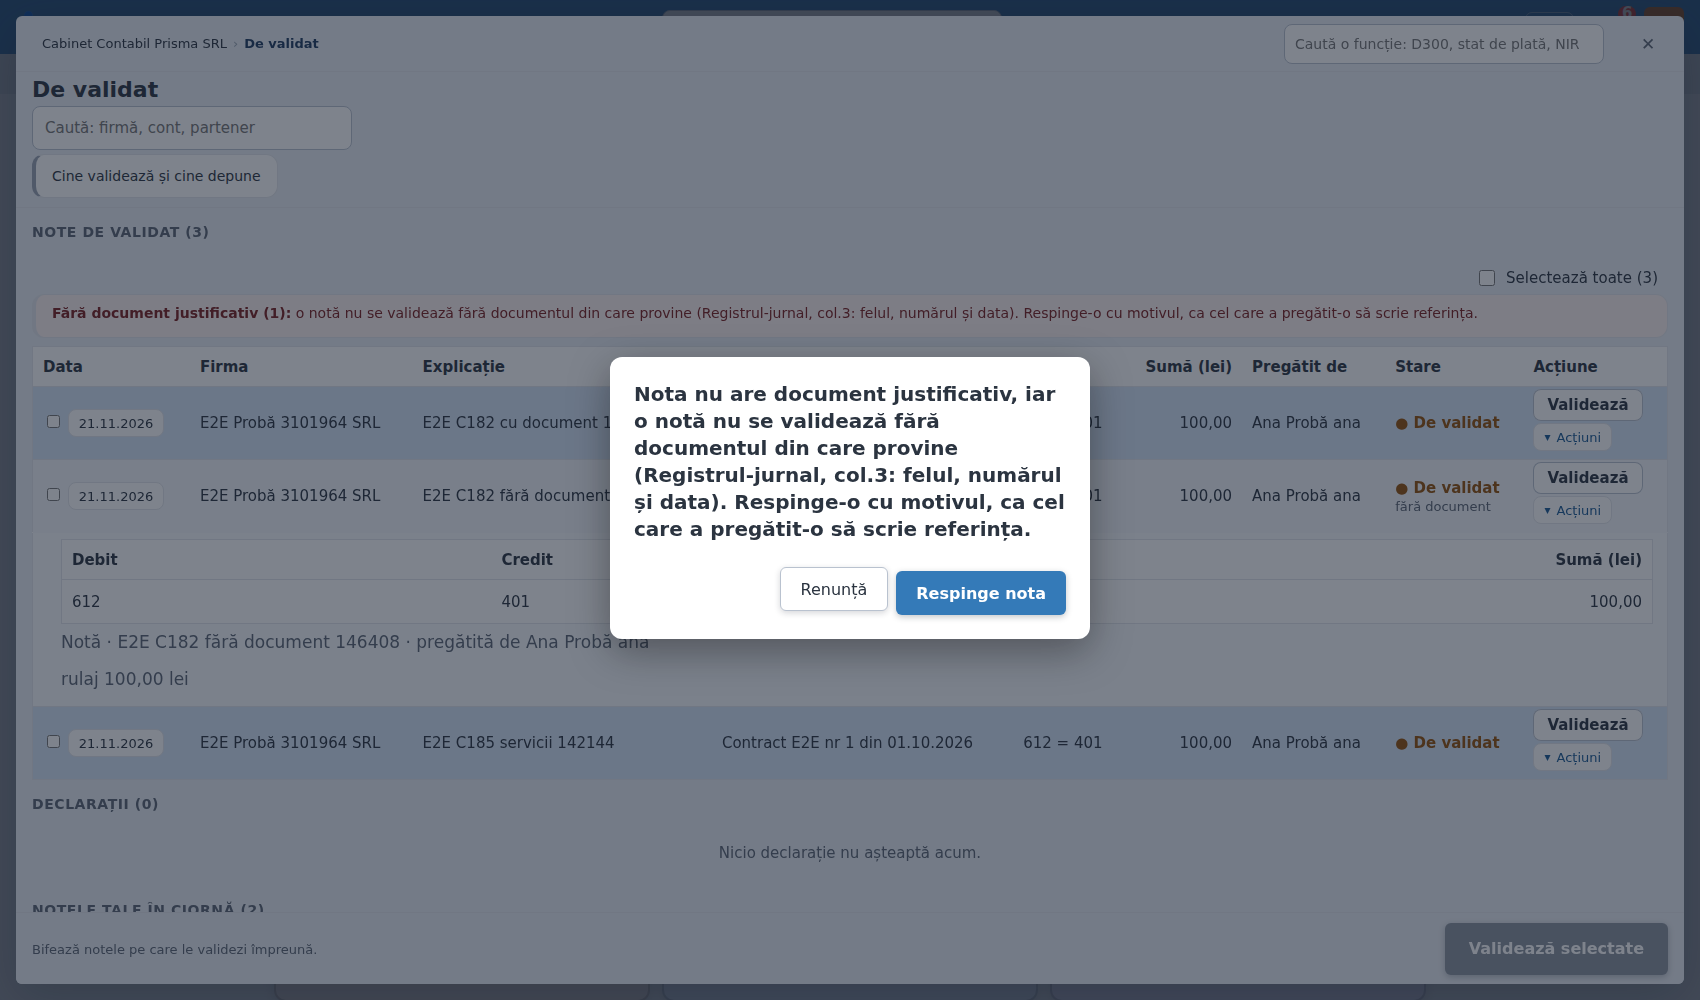 6
Cabinet Contabil Prisma SRL › De validat
Caută o funcție: D300, stat de plată, NIR
×
De validat
Caută: firmă, cont, partener
Cine validează și cine depune
NOTE DE VALIDAT (3)
Selectează toate (3)
Fără document justificativ (1): o notă nu se validează fără documentul din care provine (Registrul-jurnal, col.3: felul, numărul și data). Respinge-o cu motivul, ca cel care a pregătit-o să scrie referința.
Data Firma Explicație Sumă (lei) Pregătit de Stare Acțiune
21.11.2026 E2E Probă 3101964 SRL E2E C182 cu document 100,00 Ana Probă ana ● De validat Validează
▾ Acțiuni
21.11.2026 E2E Probă 3101964 SRL E2E C182 fără document 100,00 Ana Probă ana ● De validat Validează
fără document ▾ Acțiuni
Debit Credit Sumă (lei)
612 401 100,00
Notă · E2E C182 fără document 146408 · pregătită de Ana Probă ana
rulaj 100,00 lei
21.11.2026 E2E Probă 3101964 SRL E2E C185 servicii 142144 Contract E2E nr 1 din 01.10.2026 612 = 401 100,00 Ana Probă ana ● De validat Validează
▾ Acțiuni
DECLARAȚII (0)
Nicio declarație nu așteaptă acum.
NOTELE TALE ÎN CIORNĂ (2)
Bifează notele pe care le validezi împreună.
Validează selectate
Nota nu are document justificativ, iar
o notă nu se validează fără
documentul din care provine
(Registrul-jurnal, col.3: felul, numărul
și data). Respinge-o cu motivul, ca cel
care a pregătit-o să scrie referința.
Renunță
Respinge nota